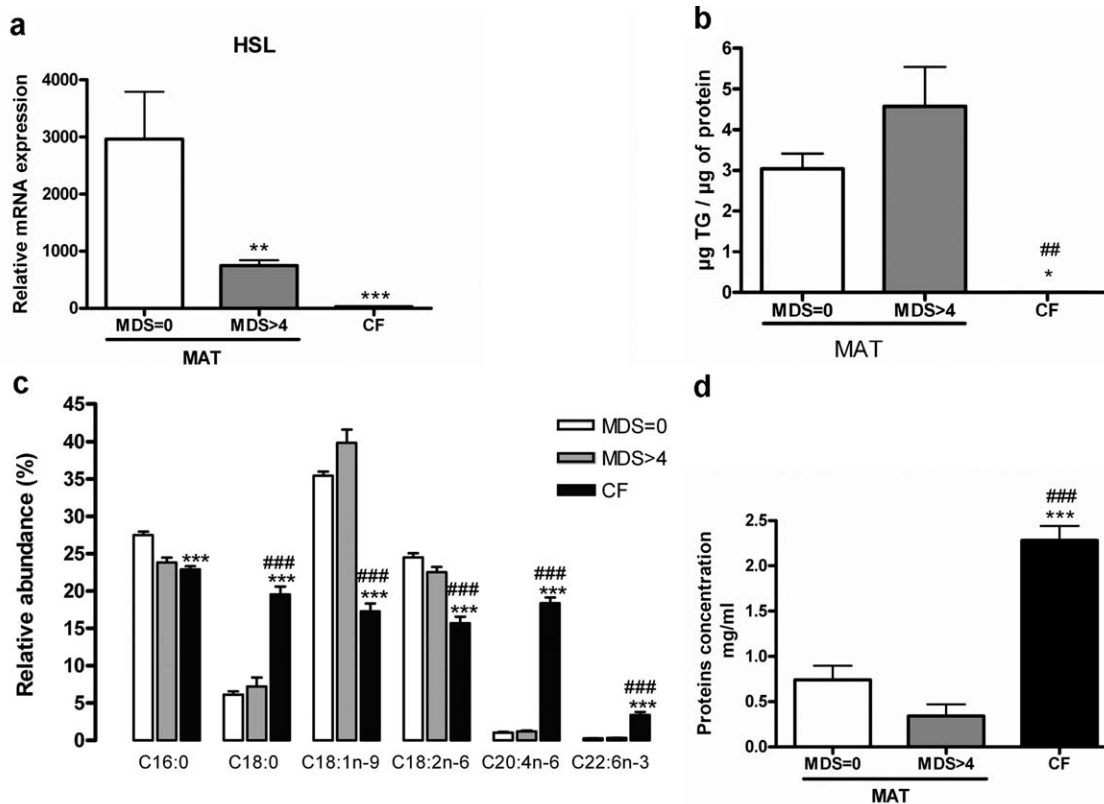 a
HSL
Relative mRNA expression
4000
3000
2000
1000
0
**
***
MDS=0 MDS>4 CF
MAT
b
µg TG / µg of protein
6
5
4
3
2
1
0
##
*
MDS=0 MDS>4 CF
MAT
c
Relative abundance (%)
45
40
35
30
25
20
15
10
5
0
MDS=0
MDS>4
CF
***
###
***
###
***
###
***
###
***
###
***
C16:0 C18:0 C18:1n-9 C18:2n-6 C20:4n-6 C22:6n-3
d
Proteins concentration
mg/ml
2.5
2.0
1.5
1.0
0.5
0.0
###
***
MDS=0 MDS>4 CF
MAT